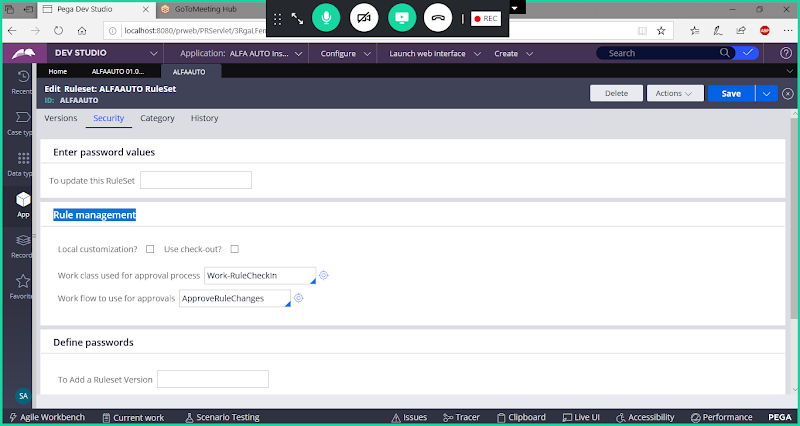 Pega Dev Studio
GoToMeeting Hub
REC
localhost:8080/prweb/PRServlet/3RgaLFer
ABP
DEV STUDIO
Application: ALFA AUTO Ins...
Configure
Launch web interface
Create
Search
Home
ALFAAUTO 01.0...
ALFAAUTO
Recent
Edit Ruleset: ALFAAUTO RuleSet
ID: ALFAAUTO
Delete
Actions
Save
Versions
Security
Category
History
Case type
Enter password values
To update this RuleSet
Data typ
App
Rule management
Record
Local customization?
Use check-out?
Work class used for approval process
Work-RuleCheckIn
Favorite
Work flow to use for approvals
ApproveRuleChanges
Define passwords
To Add a Ruleset Version
SA
Agile Workbench
Current work
Scenario Testing
Issues
Tracer
Clipboard
Live UI
Accessibility
Performance
PEGA